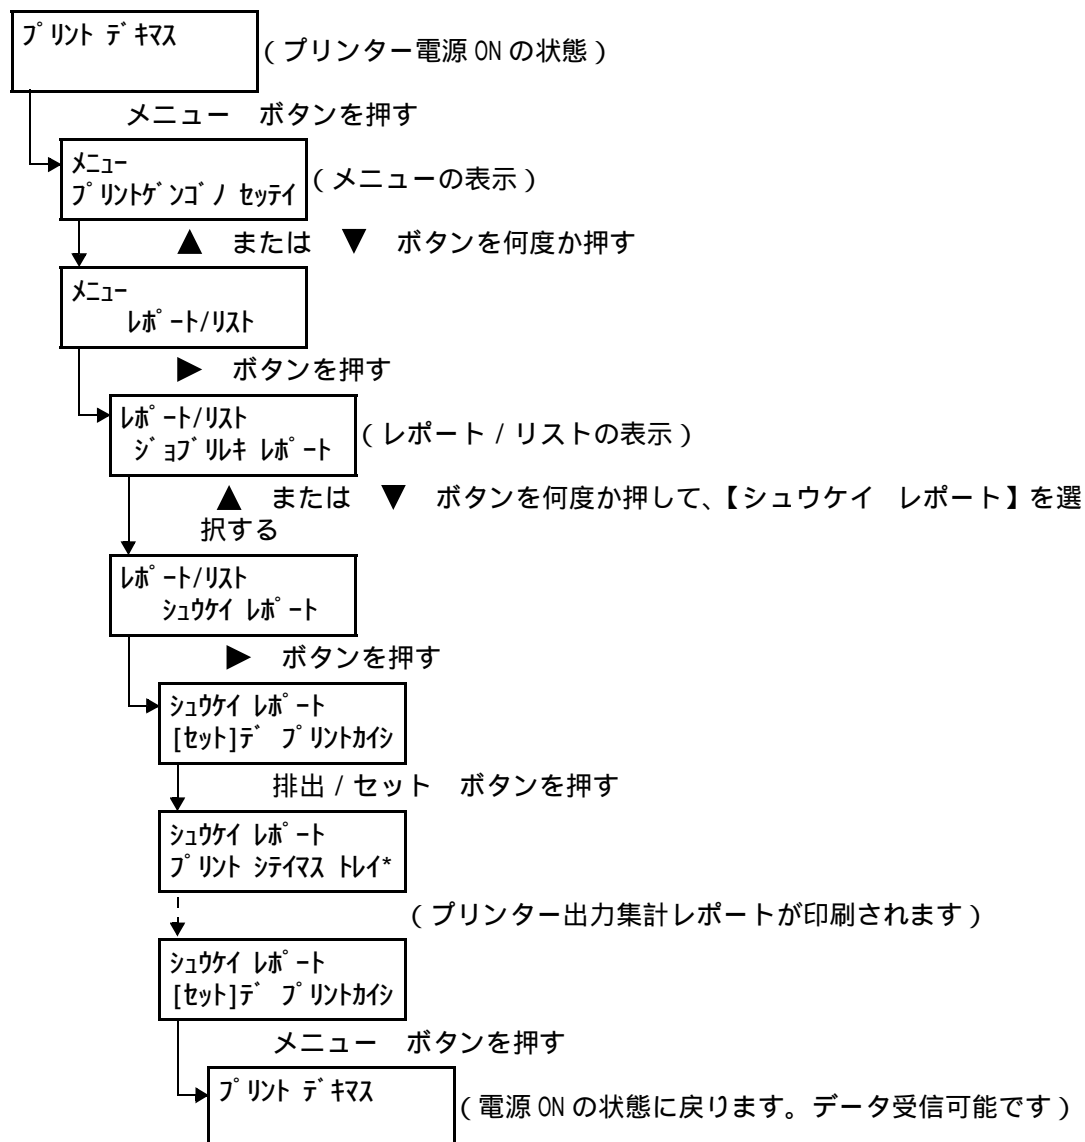 ﾌﾟﾘﾝﾄ ﾃﾞｷﾏｽ
(プリンター電源 ON の状態)
メニュー ボタンを押す
ﾒﾆｭｰ
ﾌﾟﾘﾝﾄｹﾞﾝｺﾞﾉ ｾｯﾃｲ
(メニューの表示)
▲ または ▼ ボタンを何度か押す
ﾒﾆｭｰ
ﾚﾎﾟｰﾄ/ﾘｽﾄ
▶ ボタンを押す
ﾚﾎﾟｰﾄ/ﾘｽﾄ
ｼﾞｮﾌﾞﾘﾚｷ ﾚﾎﾟｰﾄ
(レポート / リストの表示)
▲ または ▼ ボタンを何度か押して、【シュウケイ レポート】を選
択する
ﾚﾎﾟｰﾄ/ﾘｽﾄ
ｼｭｳｹｲ ﾚﾎﾟｰﾄ
▶ ボタンを押す
ｼｭｳｹｲ ﾚﾎﾟｰﾄ
[ｾｯﾄ]ﾃﾞ ﾌﾟﾘﾝﾄｶｲｼ
排出 / セット ボタンを押す
ｼｭｳｹｲ ﾚﾎﾟｰﾄ
ﾌﾟﾘﾝﾄ ｼﾃｲﾏｽ ﾄﾚｲ*
(プリンター出力集計レポートが印刷されます)
ｼｭｳｹｲ ﾚﾎﾟｰﾄ
[ｾｯﾄ]ﾃﾞ ﾌﾟﾘﾝﾄｶｲｼ
メニュー ボタンを押す
ﾌﾟﾘﾝﾄ ﾃﾞｷﾏｽ
(電源 ON の状態に戻ります。データ受信可能です)